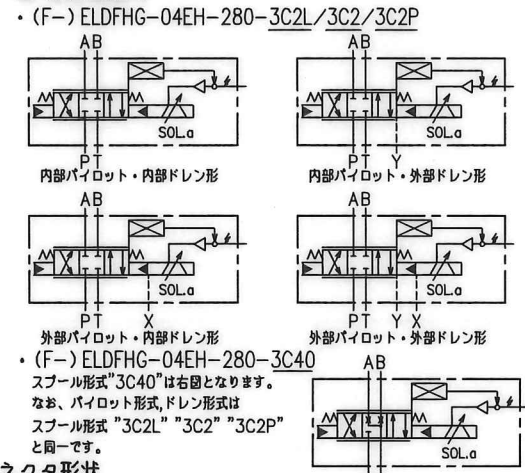 ・(F-) ELDFHG-04EH-280-3C2L/3C2/3C2P
AB
AB
SOL.a
SOL.a
PT
PT Y
内部パイロット・内部ドレン形
内部パイロット・外部ドレン形
AB
AB
SOL.a
SOL.a
PT X
PT Y X
外部パイロット・内部ドレン形
外部パイロット・外部ドレン形
・(F-) ELDFHG-04EH-280-3C40
AB
スプール形式"3C40"は右図となります。
なお、パイロット形式,ドレン形式は
スプール形式 "3C2L" "3C2" "3C2P"
と同一です。
SOL.a
ネクタ形状